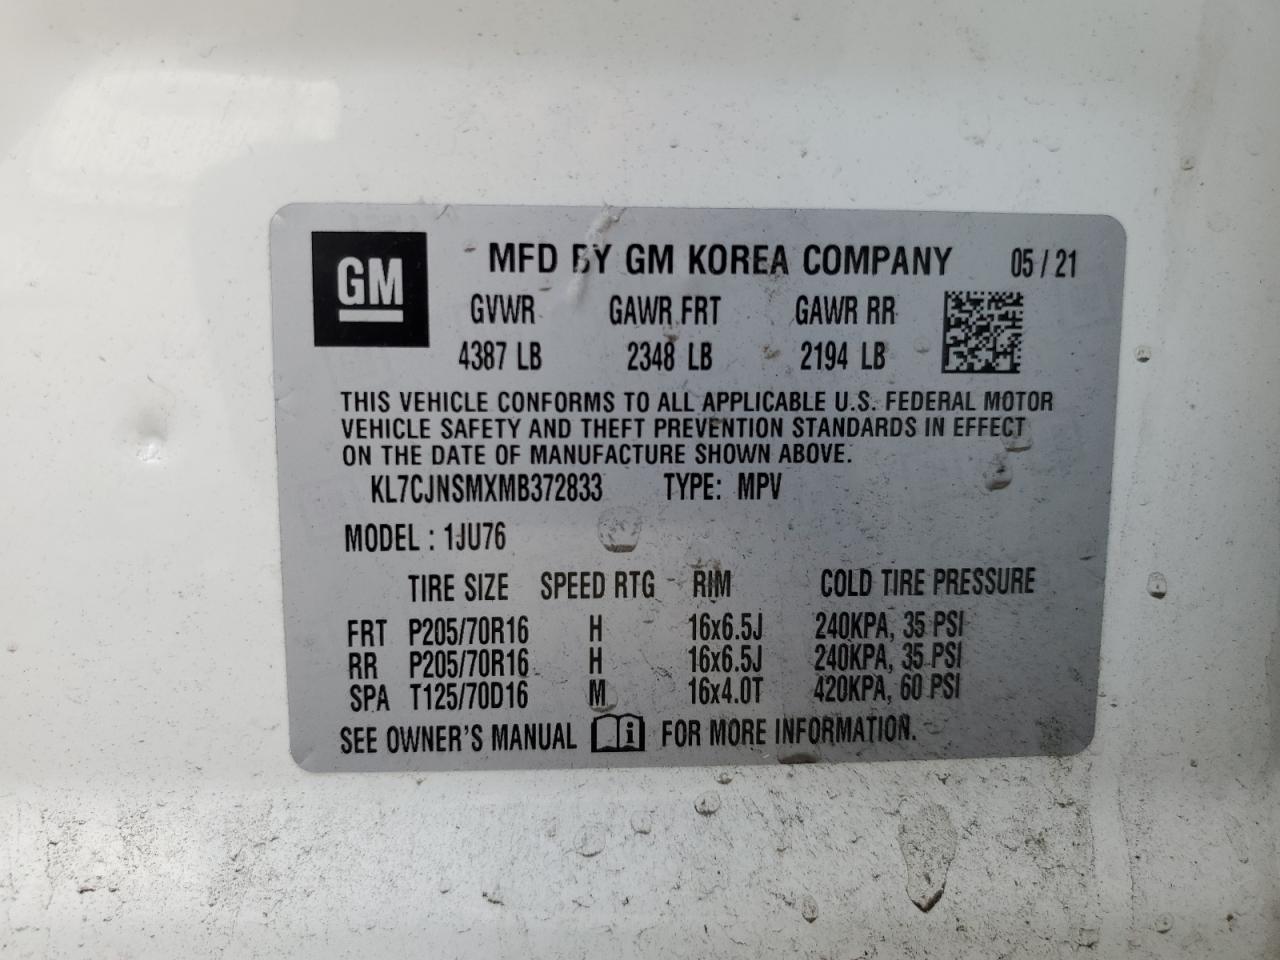 GM
MFD BY GM KOREA COMPANY 05 / 21
GVWR GAWR FRT GAWR RR
4387 LB 2348 LB 2194 LB
THIS VEHICLE CONFORMS TO ALL APPLICABLE U.S. FEDERAL MOTOR
VEHICLE SAFETY AND THEFT PREVENTION STANDARDS IN EFFECT
ON THE DATE OF MANUFACTURE SHOWN ABOVE.
KL7CJNSMXMB372833 TYPE: MPV
MODEL : 1JU76
TIRE SIZE SPEED RTG RIM COLD TIRE PRESSURE
FRT P205/70R16 H 16x6.5J 240KPA, 35 PSI
RR P205/70R16 H 16x6.5J 240KPA, 35 PSI
SPA T125/70D16 M 16x4.0T 420KPA, 60 PSI
SEE OWNER'S MANUAL i FOR MORE INFORMATION.